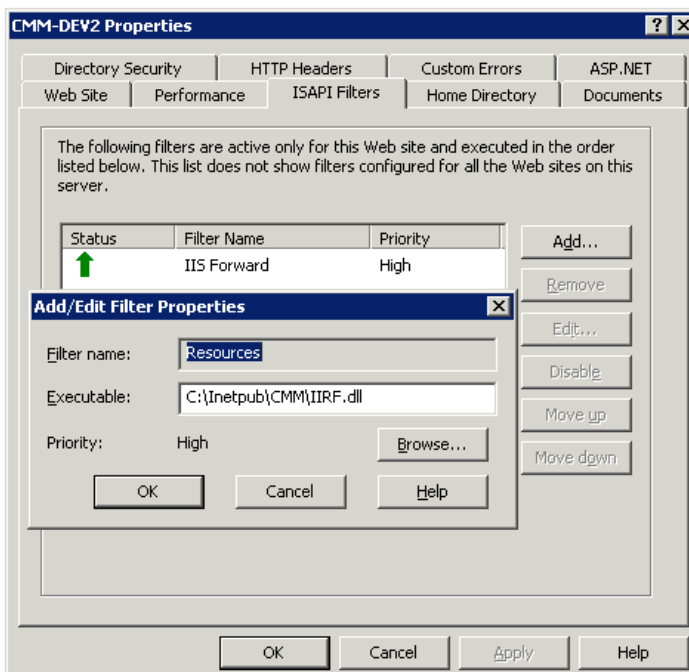 CMM-DEV2 Properties
Directory Security HTTP Headers Custom Errors ASP.NET
Web Site Performance ISAPI Filters Home Directory Documents
The following filters are active only for this Web site and executed in the order
listed below. This list does not show filters configured for all the Web sites on this
server.
Status Filter Name Priority
IIS Forward High
Add...
Remove
Edit...
Disable
Move up
Move down
Add/Edit Filter Properties
Filter name: Resources
Executable: C:\Inetpub\CMM\IIRF.dll
Priority: High Browse...
OK Cancel Help
OK Cancel Apply Help